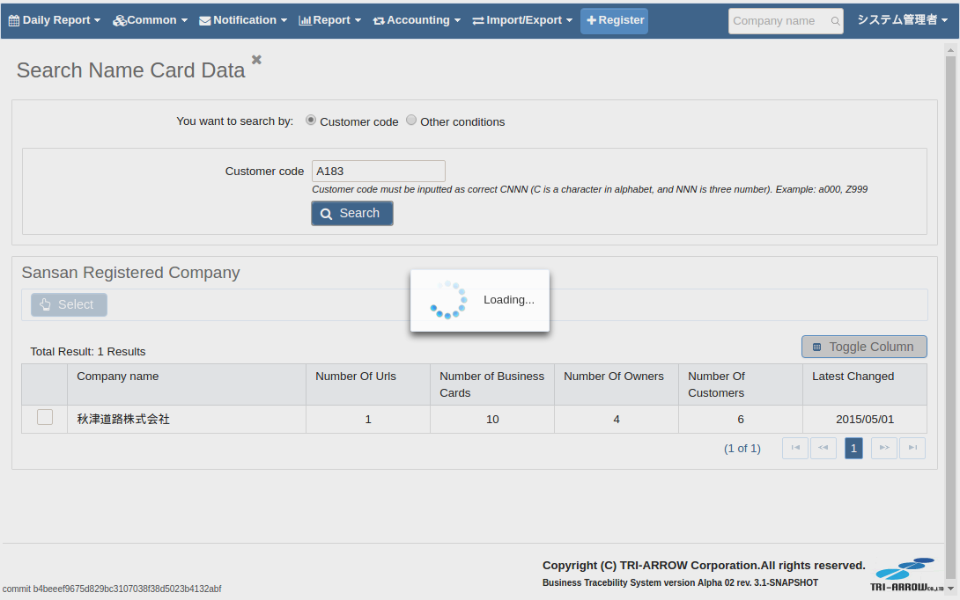 Daily Report Common Notification Report Accounting Import/Export Register Company name システム管理者
Search Name Card Data
You want to search by: Customer code Other conditions
Customer code A183
Customer code must be inputted as correct CNNN (C is a character in alphabet, and NNN is three number). Example: a000, Z999
Search
Sansan Registered Company
Select
Loading...
Total Result: 1 Results
Toggle Column
Company name Number Of Urls Number of Business Cards Number Of Owners Number Of Customers Latest Changed
秋津道路株式会社 1 10 4 6 2015/05/01
(1 of 1) 1
Copyright (C) TRI-ARROW Corporation.All rights reserved.
Business Tracebility System version Alpha 02 rev. 3.1-SNAPSHOT
TRI-ARROW CO.,LTD
commit b4beeef9675d829bc3107038f38d5023b4132abf